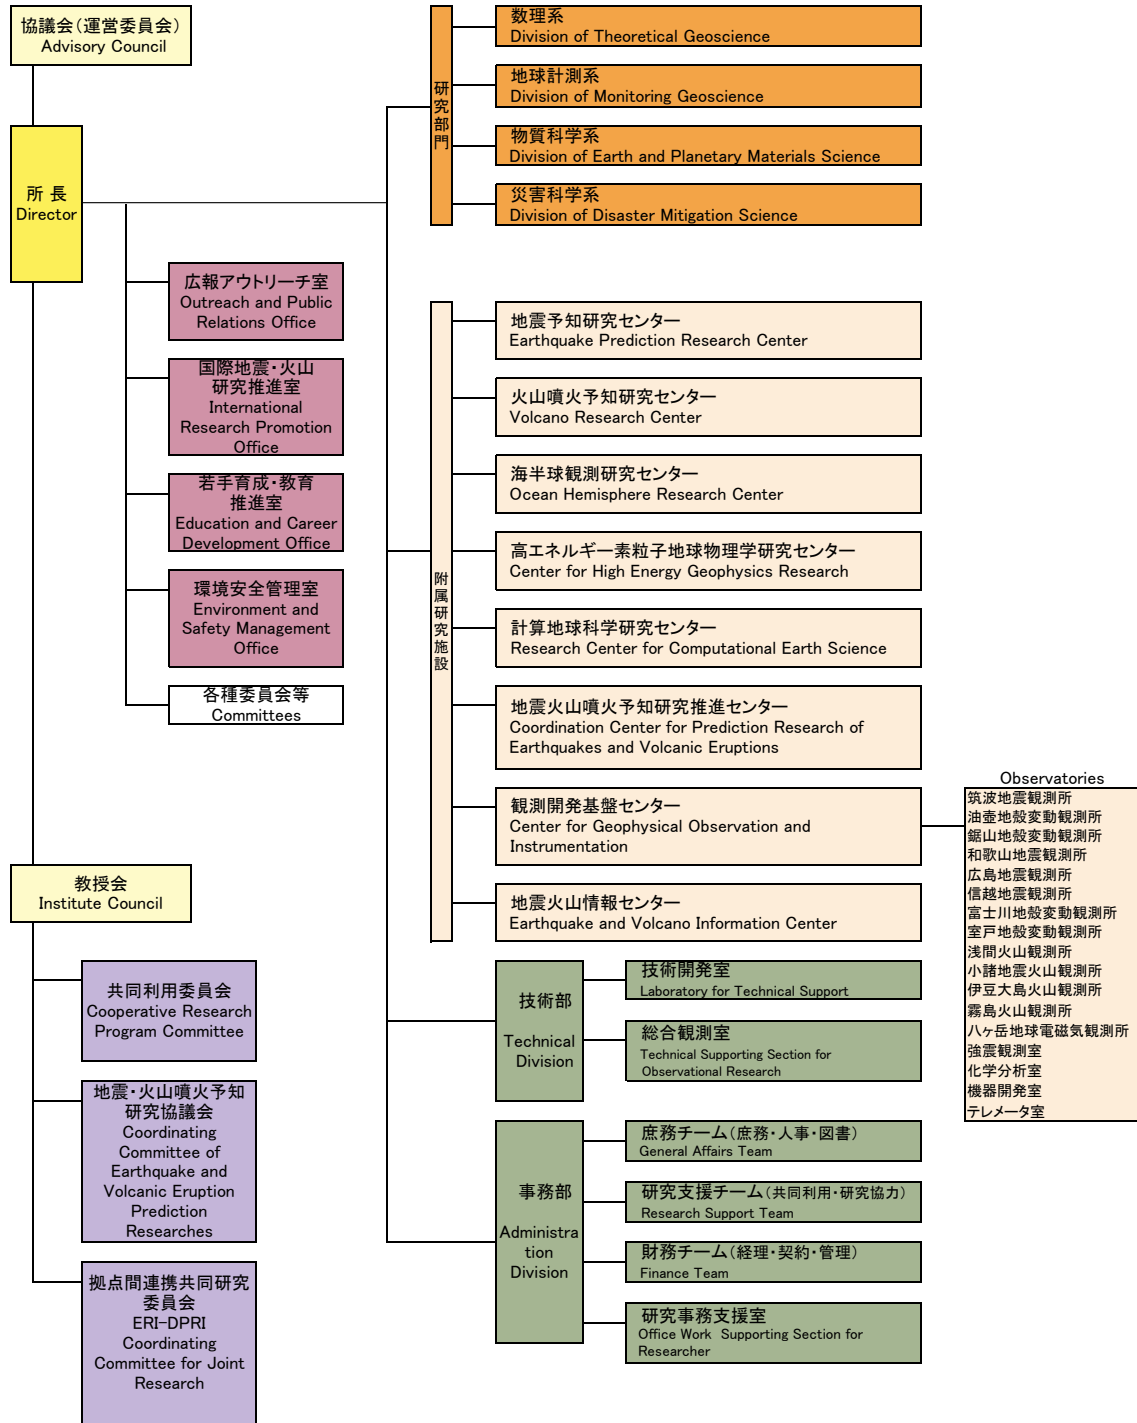 協議会(運営委員会)
Advisory Council
所 長
Director
広報アウトリーチ室
Outreach and Public
Relations Office
国際地震・火山
研究推進室
International
Research Promotion
Office
若手育成・教育
推進室
Education and Career
Development Office
環境安全管理室
Environment and
Safety Management
Office
各種委員会等
Committees
教授会
Institute Council
共同利用委員会
Cooperative Research
Program Committee
地震・火山噴火予知
研究協議会
Coordinating
Committee of
Earthquake and
Volcanic Eruption
Prediction
Researches
拠点間連携共同研究
委員会
ERI-DPRI
Coordinating
Committee for Joint
Research
研究部門
数理系
Division of Theoretical Geoscience
地球計測系
Division of Monitoring Geoscience
物質科学系
Division of Earth and Planetary Materials Science
災害科学系
Division of Disaster Mitigation Science
附属研究施設
地震予知研究センター
Earthquake Prediction Research Center
火山噴火予知研究センター
Volcano Research Center
海半球観測研究センター
Ocean Hemisphere Research Center
高エネルギー素粒子地球物理学研究センター
Center for High Energy Geophysics Research
計算地球科学研究センター
Research Center for Computational Earth Science
地震火山噴火予知研究推進センター
Coordination Center for Prediction Research of
Earthquakes and Volcanic Eruptions
観測開発基盤センター
Center for Geophysical Observation and
Instrumentation
地震火山情報センター
Earthquake and Volcano Information Center
Observatories
筑波地震観測所
油壷地殻変動観測所
鋸山地殻変動観測所
和歌山地震観測所
広島地震観測所
信越地震観測所
富士川地殻変動観測所
室戸地殻変動観測所
浅間火山観測所
小諸地震火山観測所
伊豆大島火山観測所
霧島火山観測所
八ヶ岳地球電磁気観測所
強震観測室
化学分析室
機器開発室
テレメータ室
技術部
Technical
Division
技術開発室
Laboratory for Technical Support
総合観測室
Technical Supporting Section for
Observational Research
事務部
Administra
tion
Division
庶務チーム(庶務・人事・図書)
General Affairs Team
研究支援チーム(共同利用・研究協力)
Research Support Team
財務チーム(経理・契約・管理)
Finance Team
研究事務支援室
Office Work Supporting Section for
Researcher